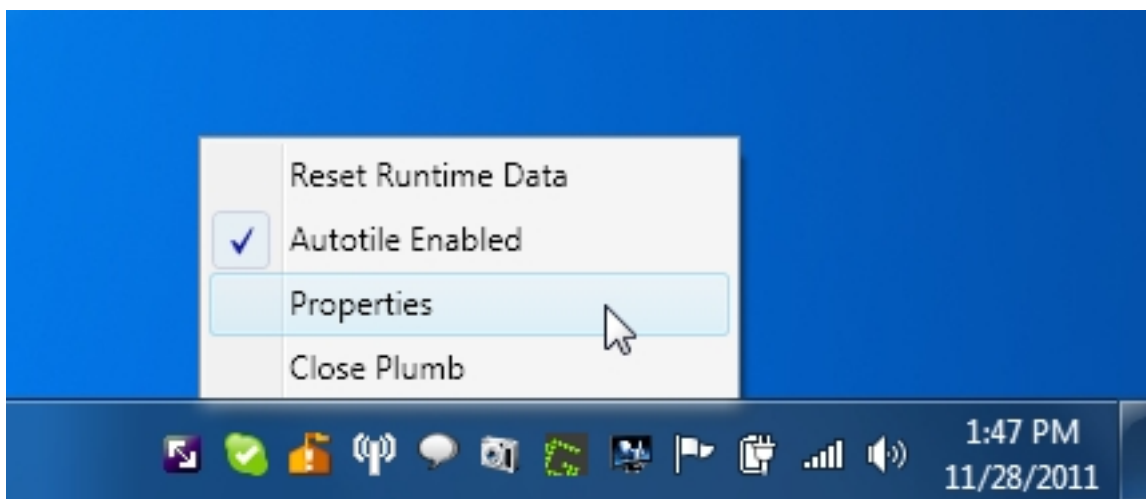 Reset Runtime Data
Autotile Enabled
Properties
Close Plumb
1:47 PM
11/28/2011